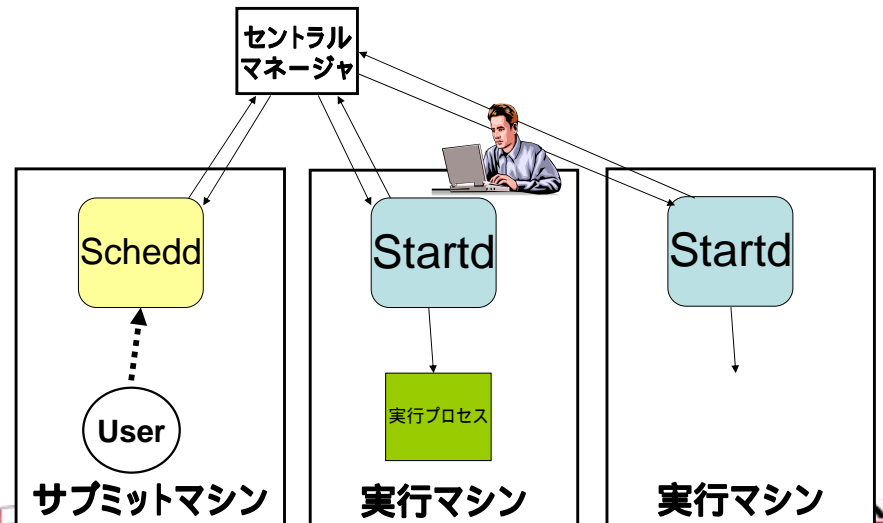 セントラル
マネージャ
Schedd
Startd
Startd
実行プロセス
User
サブミットマシン
実行マシン
実行マシン